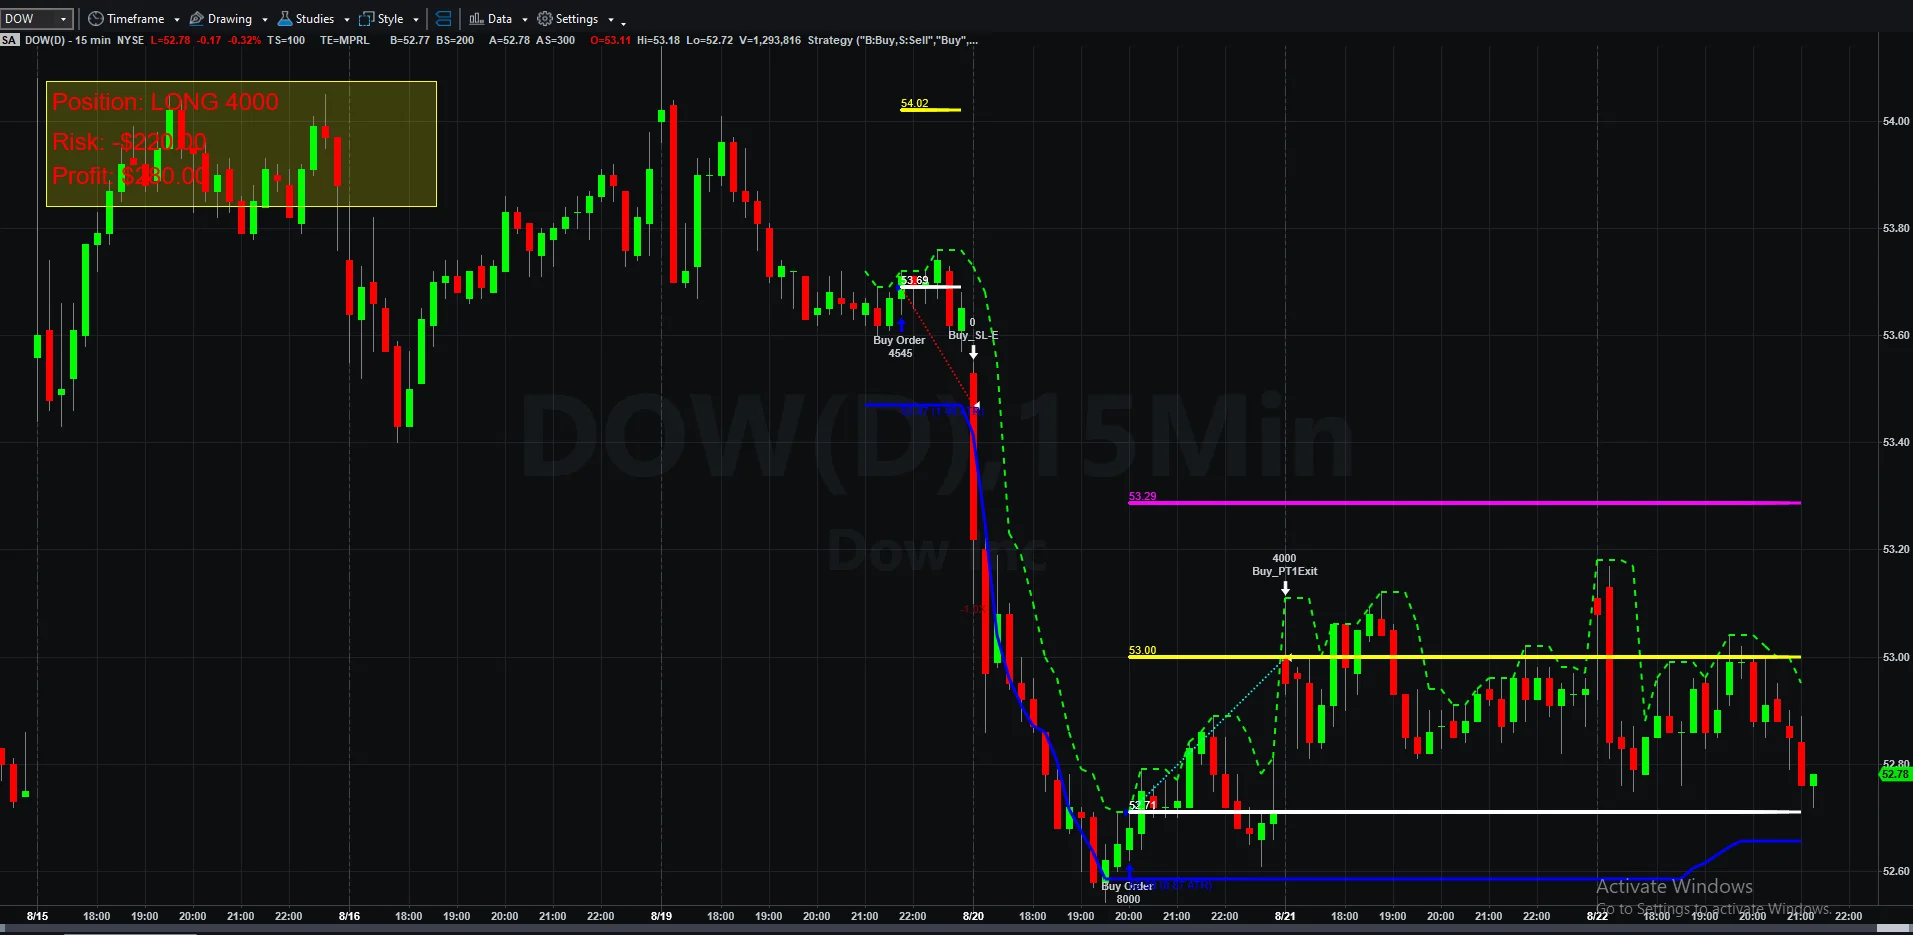 DOW Timeframe Drawing Studies Style Data Settings
SA DOW(D) - 15 min NYSE L=52.78 -0.17 -0.32% TS=100 TE=MPRL B=52.77 BS=200 A=52.78 AS=300 O=53.11 Hi=53.18 Lo=52.72 V=1,293,816 Strategy ("B:Buy,S:Sell","Buy",...
Position: LONG 4000
Risk: -$220.00
Profit: $280.00
54.02
54.00
53.80
53.69
0
Buy_SL-E
Buy Order
4545
53.60
DOW(D),15Min
Dow Inc
53.40
53.29
53.20
4000
Buy_PT1Exit
53.00
53.00
52.80
52.78
52.71
52.60
Buy Order
8000
Activate Windows
Go to Settings to activate Windows.
8/15 18:00 19:00 20:00 21:00 22:00 8/16 18:00 19:00 20:00 21:00 22:00 8/19 18:00 19:00 20:00 21:00 22:00 8/20 18:00 19:00 20:00 21:00 22:00 8/21 18:00 19:00 20:00 21:00 22:00 8/22 18:00 19:00 20:00 21:00 22:00